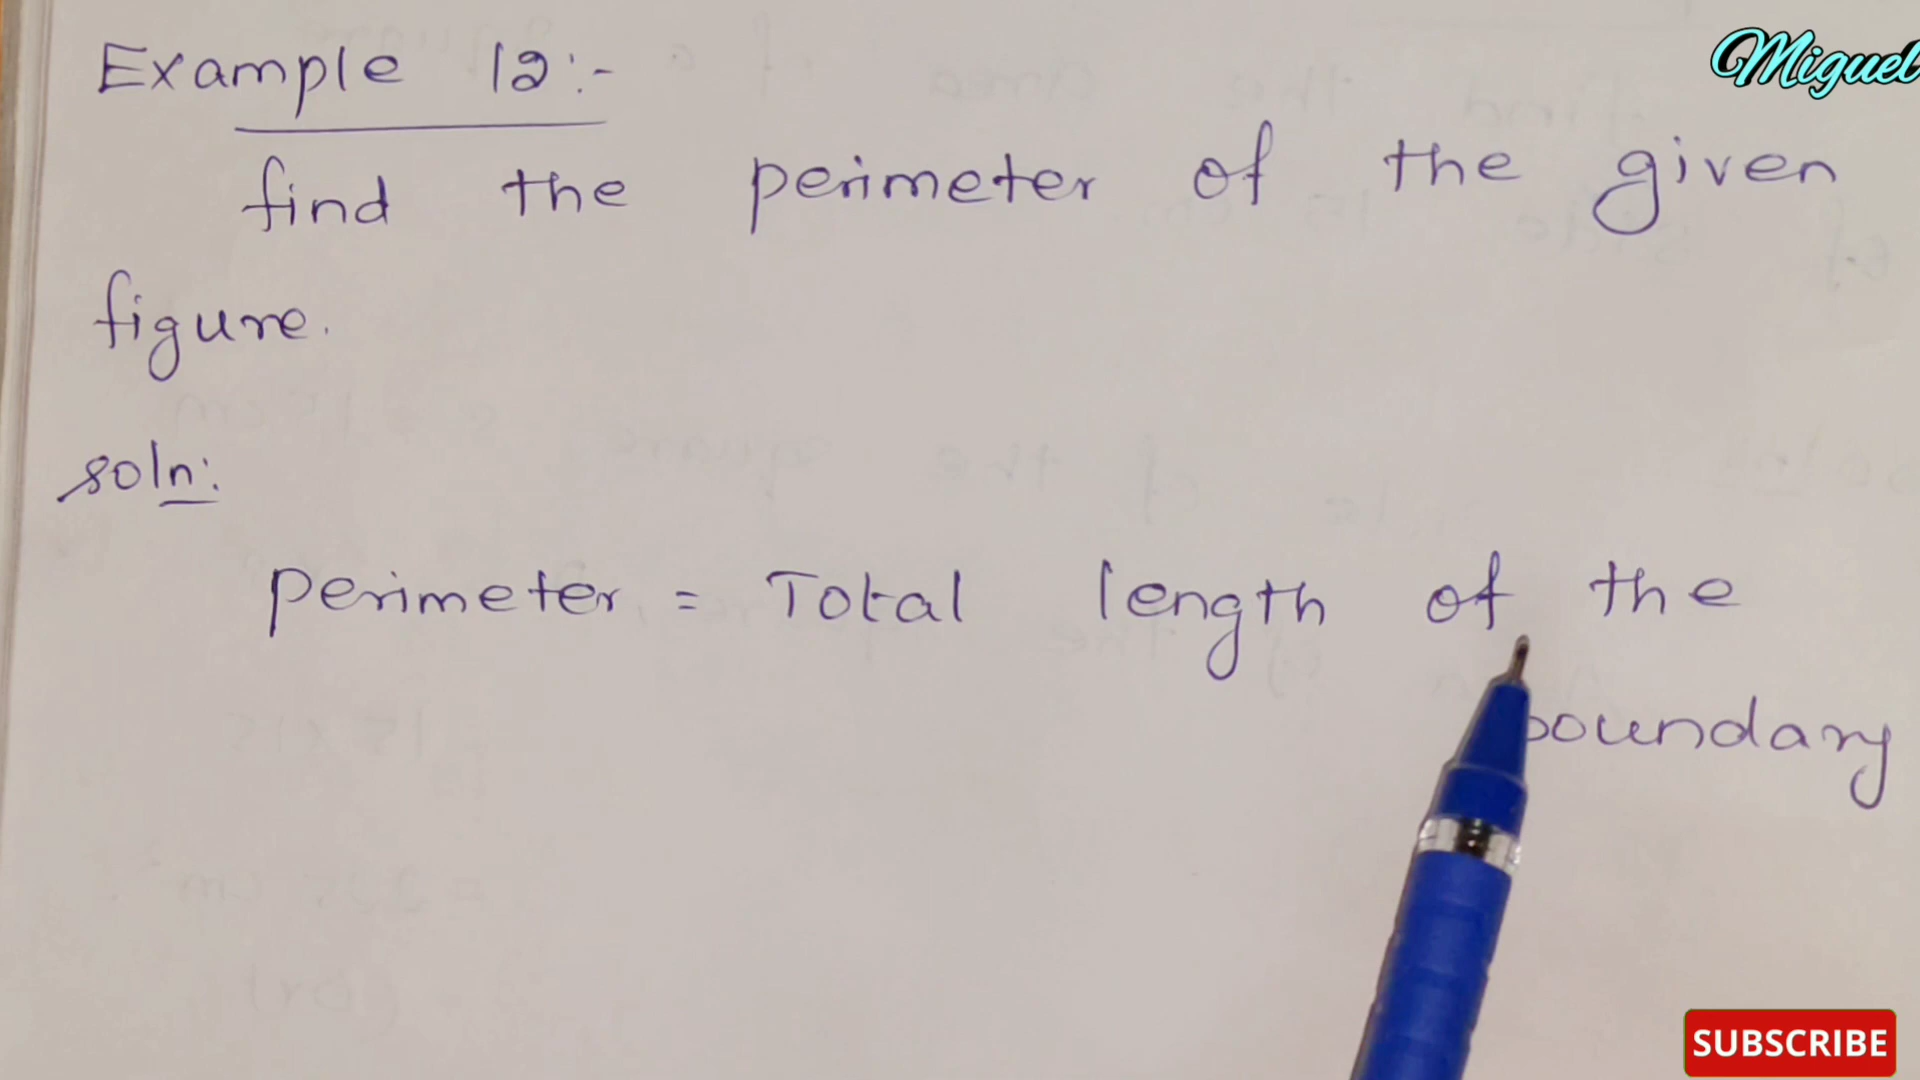 Example 12:-
Miguel
find the perimeter of the given
figure.
soln:
perimeter = Total length of the
boundary
SUBSCRIBE